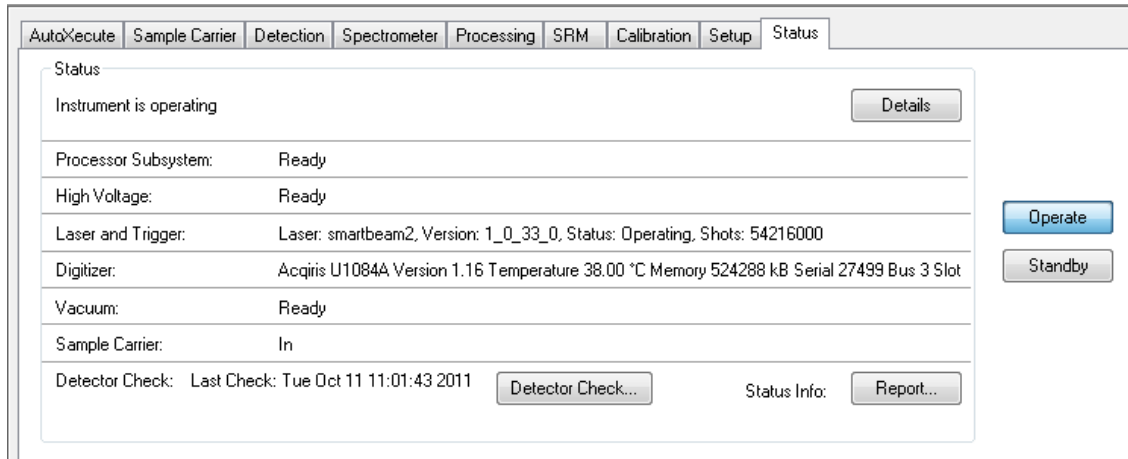 AutoXecute Sample Carrier Detection Spectrometer Processing SRM Calibration Setup Status
Status
Instrument is operating Details
Processor Subsystem: Ready
High Voltage: Ready
Operate
Laser and Trigger: Laser: smartbeam2, Version: 1_0_33_0, Status: Operating, Shots: 54216000
Digitizer: Acqiris U1084A Version 1.16 Temperature 38.00 °C Memory 524288 kB Serial 27499 Bus 3 Slot
Standby
Vacuum: Ready
Sample Carrier: In
Detector Check: Last Check: Tue Oct 11 11:01:43 2011 Detector Check... Status Info: Report...